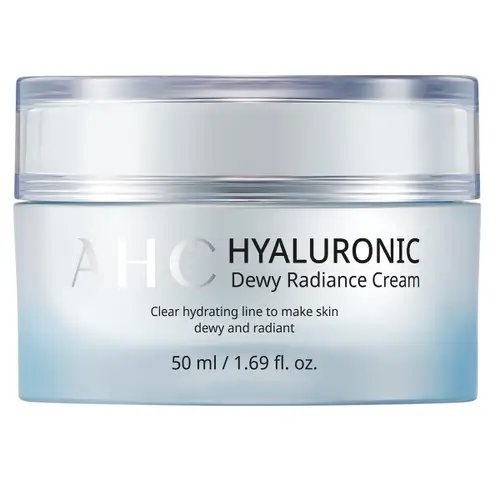 AHC HYALURONIC
Dewy Radiance Cream
Clear hydrating line to make skin
dewy and radiant
50 ml / 1.69 fl. oz.